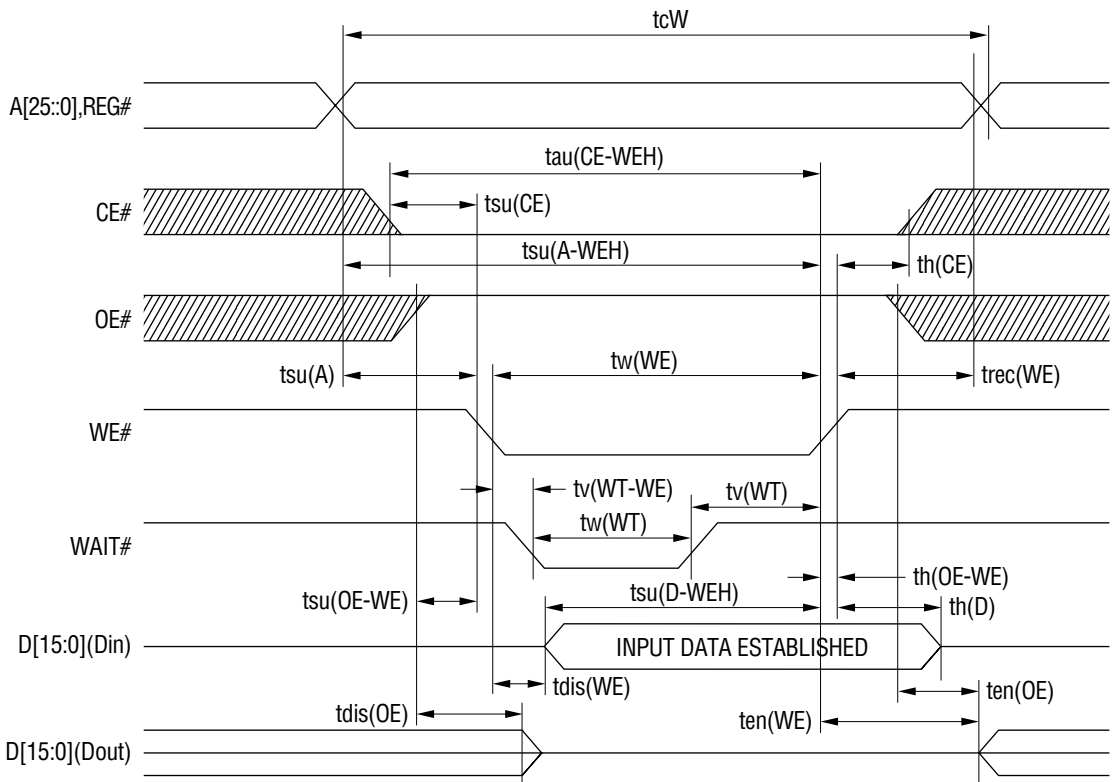 tcW
A[25::0],REG#
tau(CE-WEH)
CE#
tsu(CE)
tsu(A-WEH)
th(CE)
OE#
tsu(A)
tw(WE)
trec(WE)
WE#
tv(WT-WE)
tv(WT)
tw(WT)
WAIT#
th(OE-WE)
tsu(OE-WE)
tsu(D-WEH)
th(D)
D[15:0](Din)
INPUT DATA ESTABLISHED
tdis(WE)
ten(OE)
tdis(OE)
ten(WE)
D[15:0](Dout)